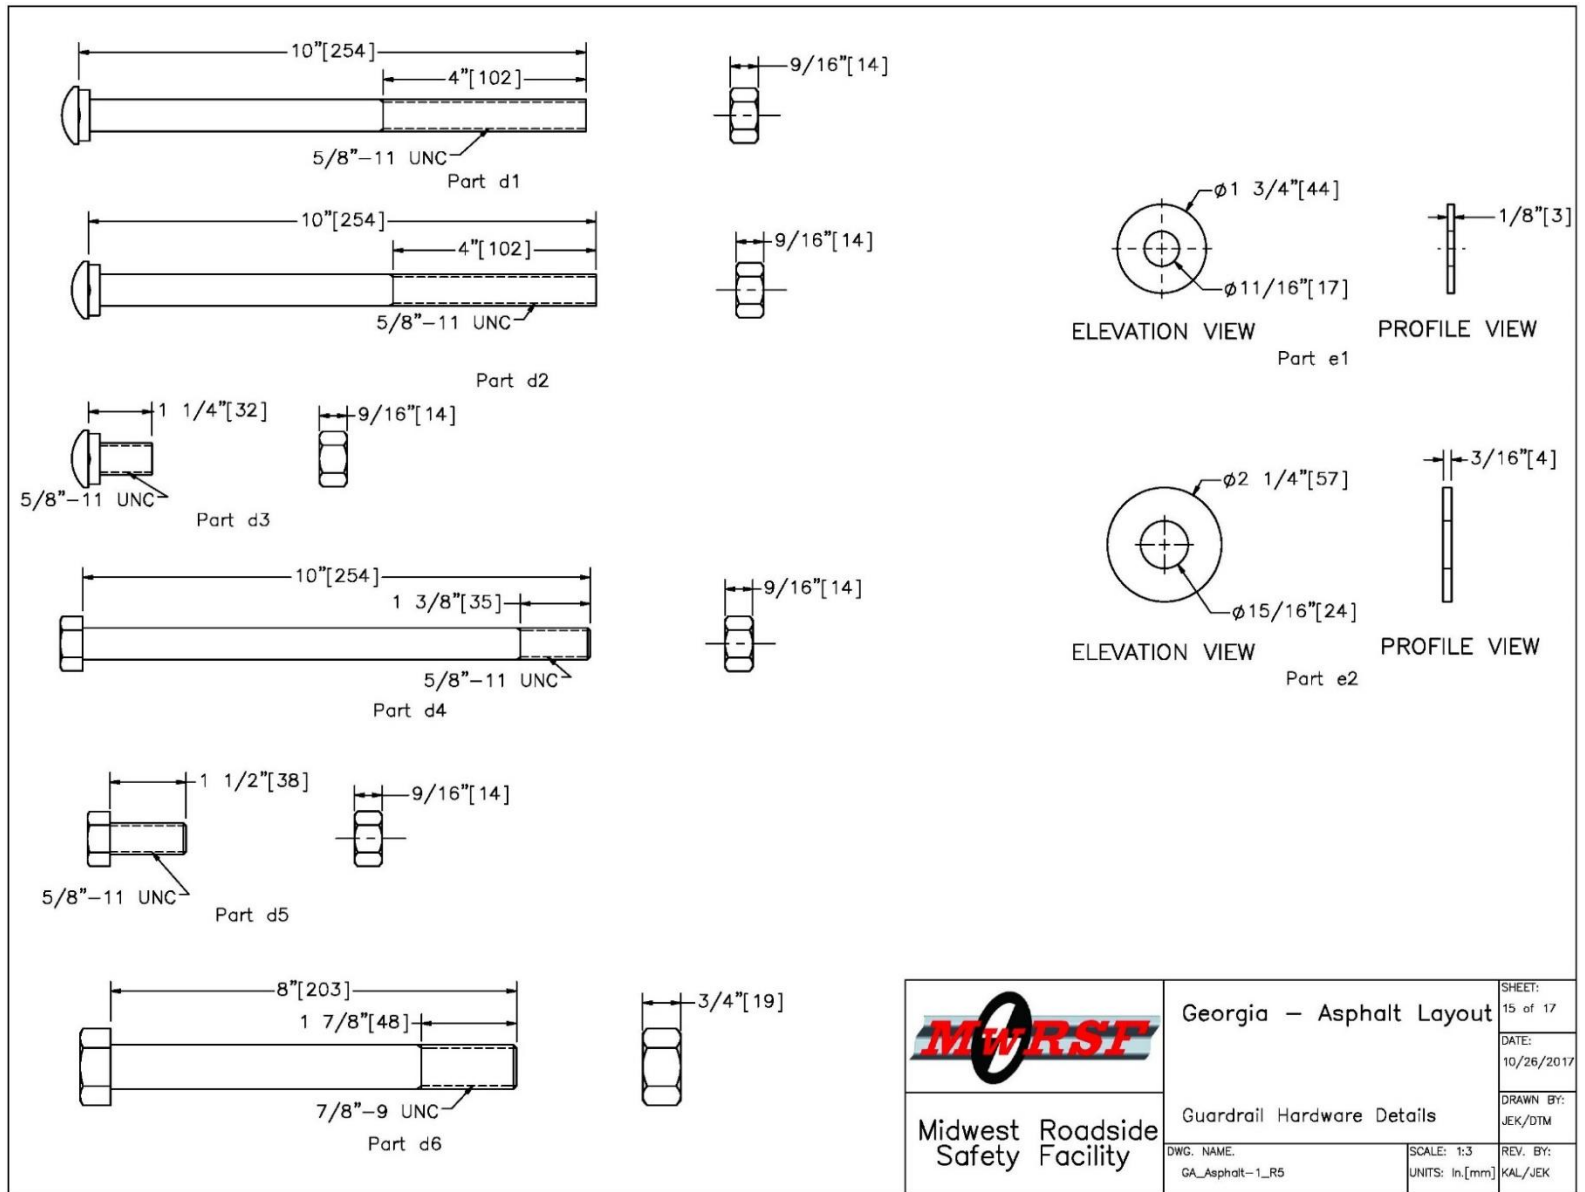 10"[254]
4"[102]
5/8"-11 UNC
Part d1
9/16"[14]
10"[254]
4"[102]
5/8"-11 UNC
Part d2
9/16"[14]
1 1/4"[32]
5/8"-11 UNC
Part d3
9/16"[14]
10"[254]
1 3/8"[35]
5/8"-11 UNC
Part d4
9/16"[14]
1 1/2"[38]
5/8"-11 UNC
Part d5
9/16"[14]
8"[203]
1 7/8"[48]
7/8"-9 UNC
Part d6
3/4"[19]
ø1 3/4"[44]
ø11/16"[17]
ELEVATION VIEW
1/8"[3]
PROFILE VIEW
Part e1
ø2 1/4"[57]
ø15/16"[24]
ELEVATION VIEW
3/16"[4]
PROFILE VIEW
Part e2
MwRSF
Midwest Roadside
Safety Facility
Georgia – Asphalt Layout
Guardrail Hardware Details
SHEET:
15 of 17
DATE:
10/26/2017
DRAWN BY:
JEK/DTM
DWG. NAME.
GA_Asphalt-1_R5
SCALE: 1:3
UNITS: In.[mm]
REV. BY:
KAL/JEK